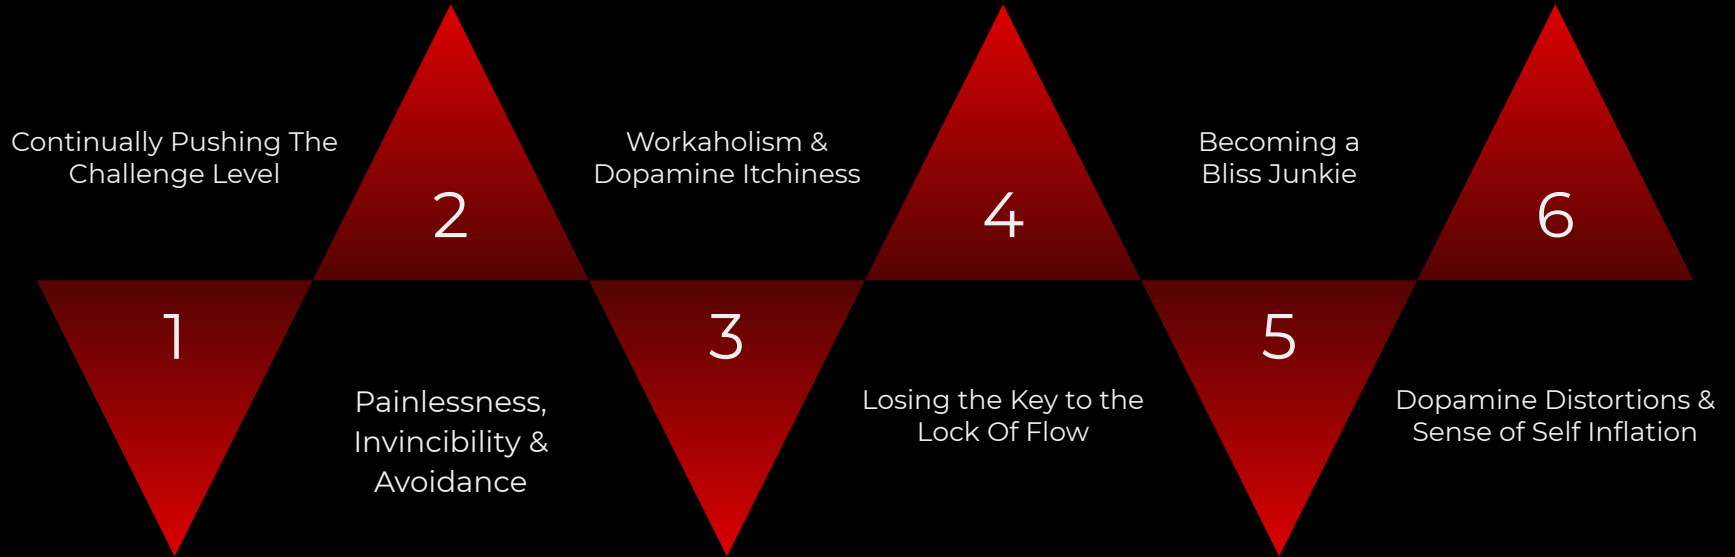 1
Continually Pushing The
Challenge Level
2
Painlessness,
Invincibility &
Avoidance
3
Workaholism &
Dopamine Itchiness
4
Losing the Key to the
Lock Of Flow
5
Becoming a
Bliss Junkie
6
Dopamine Distortions &
Sense of Self Inflation